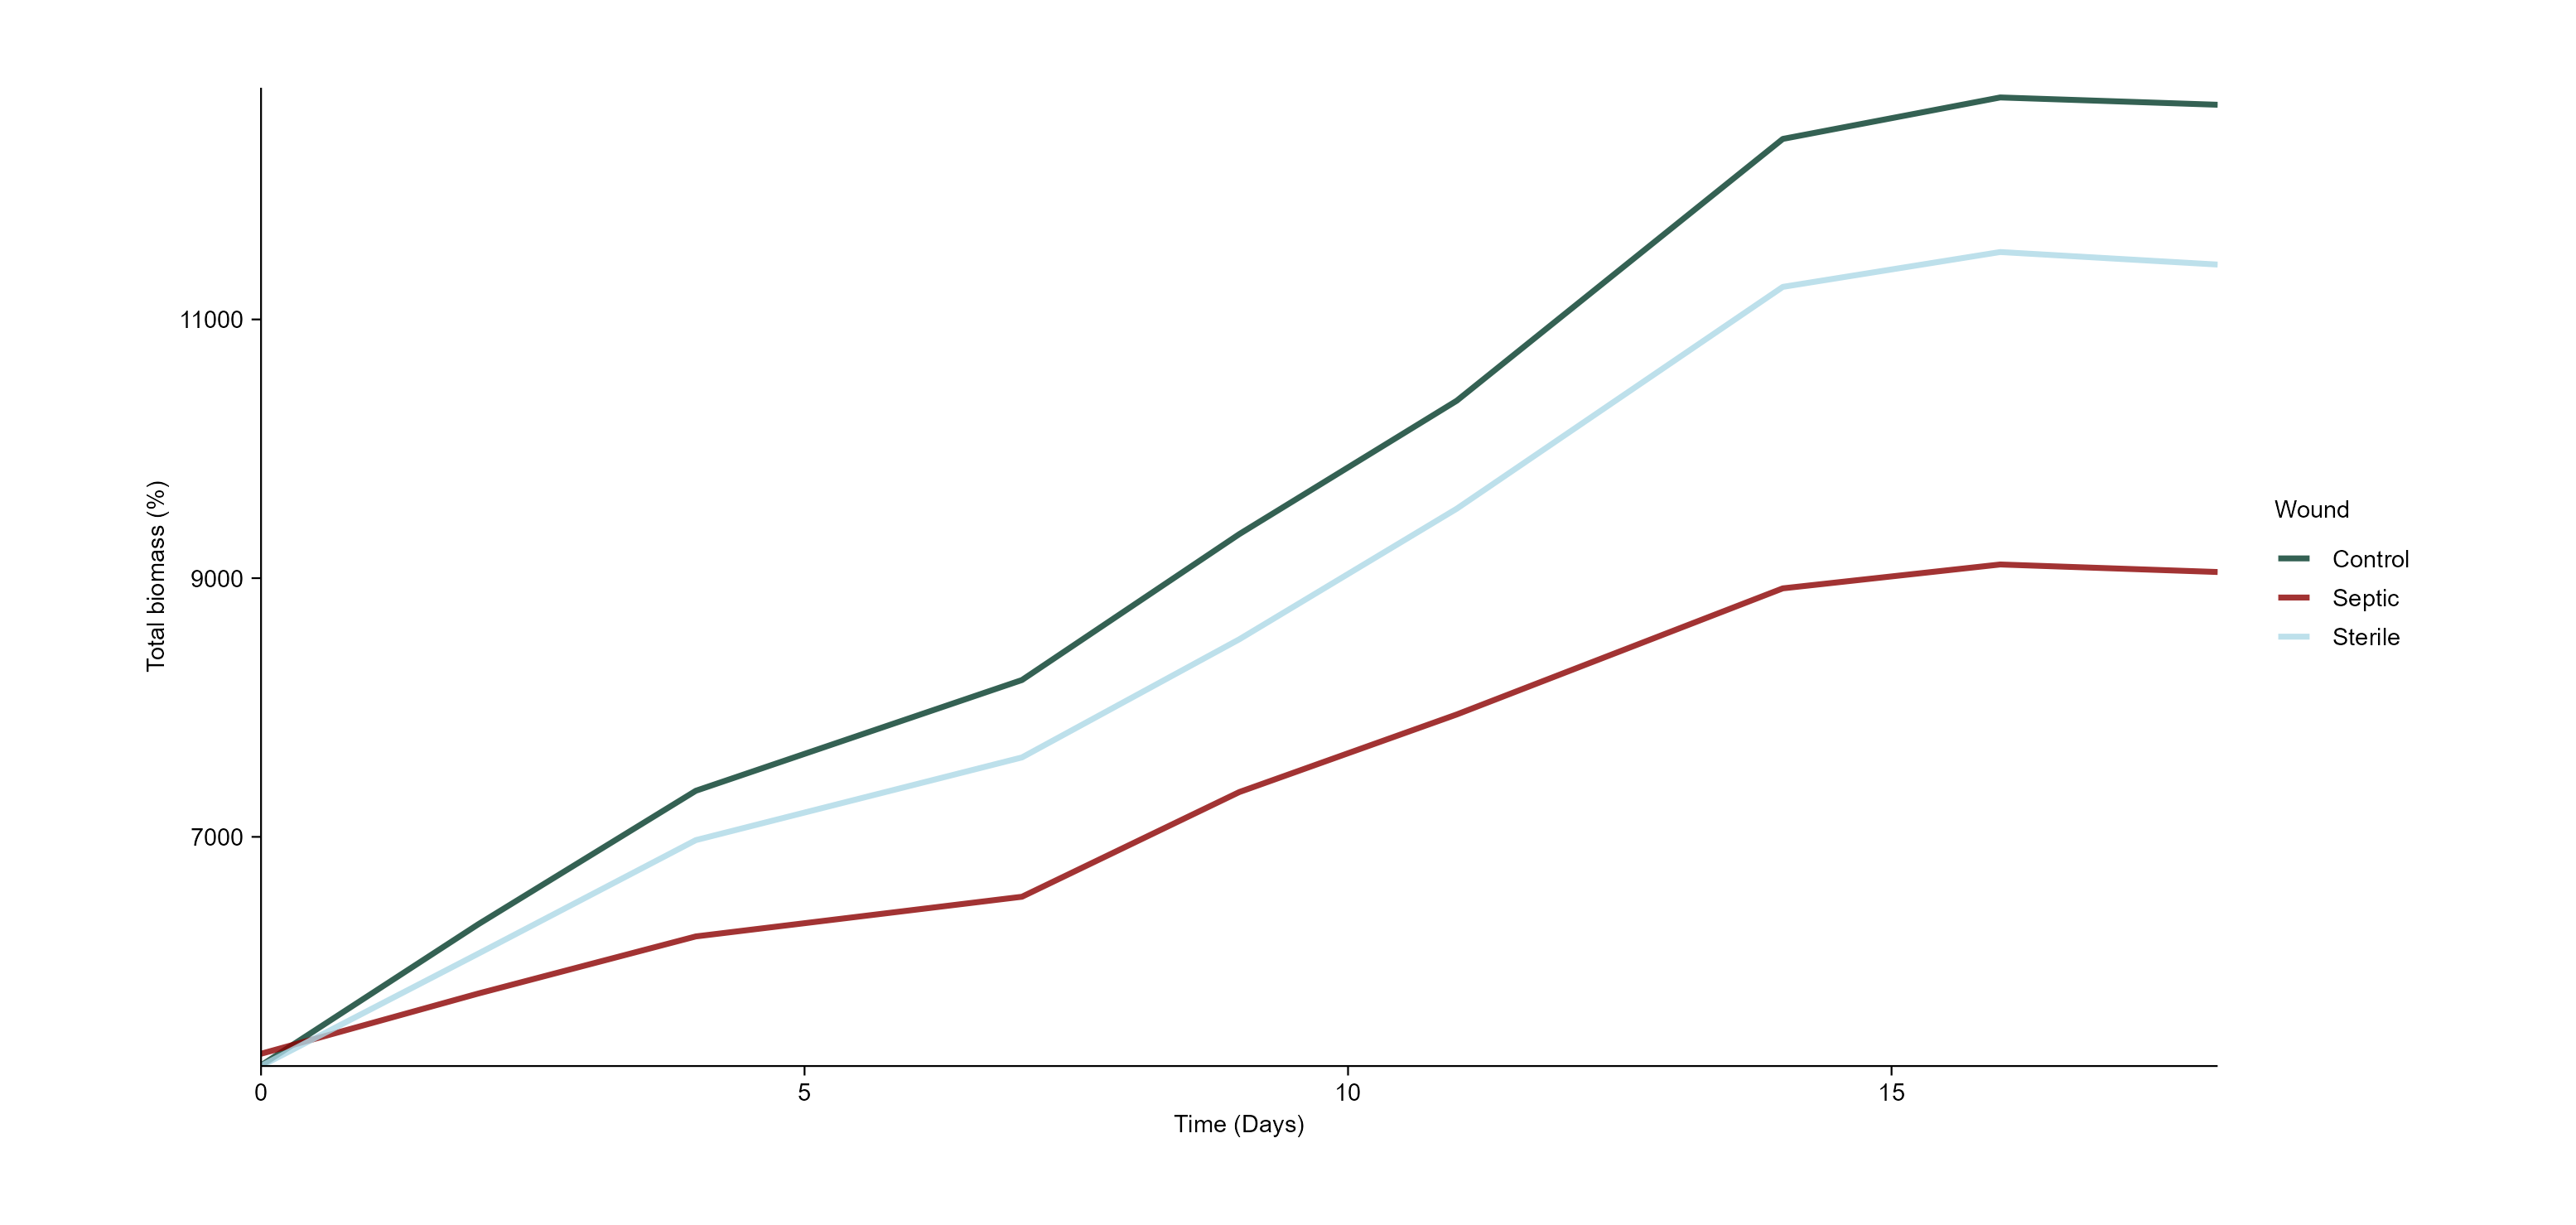 11000
9000
7000
Total biomass (%)
0 5 10 15
Time (Days)
Wound
Control
Septic
Sterile